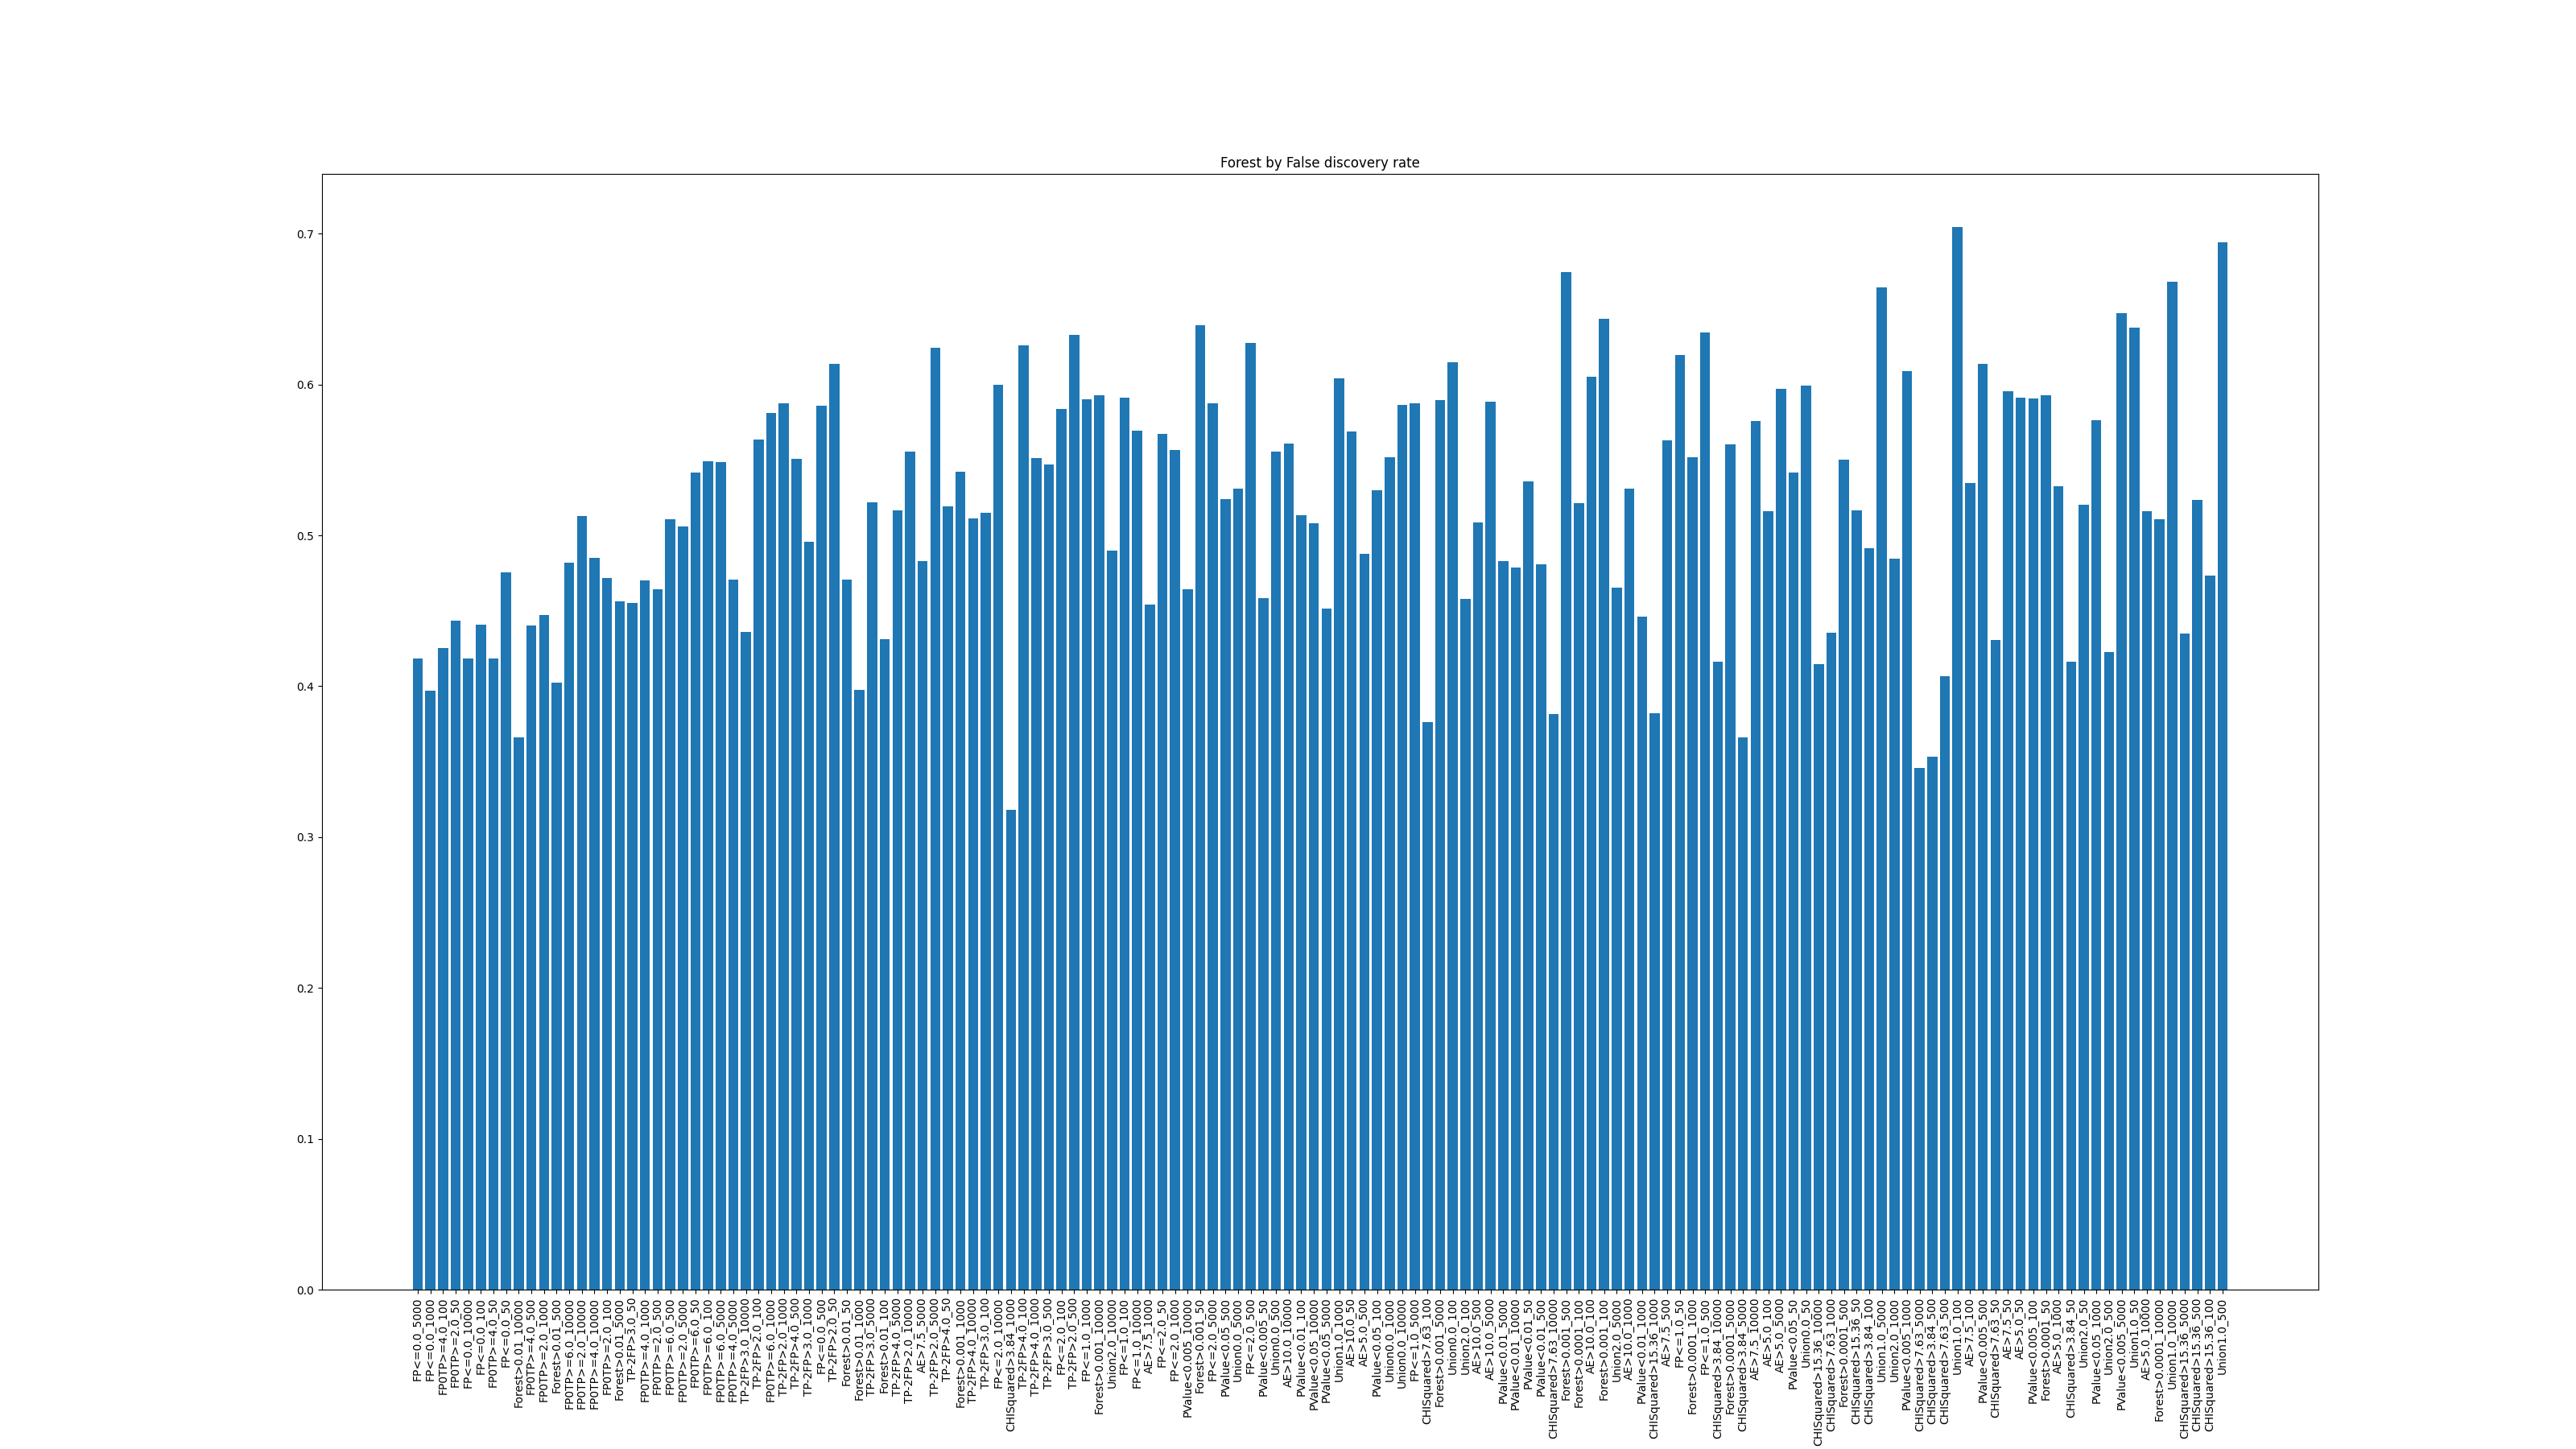 Forest by False discovery rate
0.7
0.6
0.5
0.4
0.3
0.2
0.1
0.0
FP<=0.0_5000
FP<=0.0_1000
FP0TP>=4.0_100
FP0TP>=2.0_50
FP<=0.0_10000
FP<=0.0_100
FP0TP>=4.0_50
FP<=0.0_50
Forest>0.01_10000
FP0TP>=4.0_500
FP0TP>=2.0_1000
Forest>0.01_500
FP0TP>=6.0_10000
FP0TP>=2.0_10000
FP0TP>=4.0_10000
FP0TP>=2.0_100
Forest>0.01_5000
TP-2FP>3.0_50
FP0TP>=4.0_1000
FP0TP>=2.0_500
FP0TP>=6.0_500
FP0TP>=2.0_5000
FP0TP>=6.0_50
FP0TP>=6.0_100
FP0TP>=6.0_5000
FP0TP>=4.0_5000
TP-2FP>3.0_10000
TP-2FP>2.0_100
FP0TP>=6.0_1000
TP-2FP>2.0_1000
TP-2FP>4.0_500
TP-2FP>3.0_1000
FP<=0.0_500
TP-2FP>2.0_50
Forest>0.01_50
Forest>0.01_1000
TP-2FP>3.0_5000
Forest>0.01_100
TP-2FP>4.0_5000
TP-2FP>2.0_10000
AE>7.5_5000
TP-2FP>2.0_5000
TP-2FP>4.0_50
Forest>0.001_1000
TP-2FP>4.0_10000
TP-2FP>3.0_100
FP<=2.0_10000
CHISquared>3.84_1000
TP-2FP>4.0_100
TP-2FP>4.0_1000
TP-2FP>3.0_500
FP<=2.0_100
TP-2FP>2.0_500
FP<=1.0_1000
Forest>0.001_10000
Union2.0_10000
FP<=1.0_100
FP<=1.0_10000
AE>7.5_1000
FP<=2.0_50
FP<=2.0_1000
PValue<0.005_10000
Forest>0.001_50
FP<=2.0_5000
PValue<0.05_500
Union0.0_5000
FP<=2.0_500
PValue<0.005_50
Union0.0_500
AE>10.0_10000
PValue<0.01_100
PValue<0.05_10000
PValue<0.05_5000
Union1.0_1000
AE>10.0_50
AE>5.0_500
PValue<0.05_100
Union0.0_1000
Union0.0_10000
FP<=1.0_5000
CHISquared>7.63_100
Forest>0.001_5000
Union0.0_100
Union2.0_100
AE>10.0_500
AE>10.0_5000
PValue<0.01_5000
PValue<0.01_10000
PValue<0.01_50
PValue<0.01_500
CHISquared>7.63_10000
Forest>0.001_500
Forest>0.0001_100
AE>10.0_100
Forest>0.001_100
Union2.0_5000
AE>10.0_1000
PValue<0.01_1000
CHISquared>15.36_1000
AE>7.5_500
FP<=1.0_50
Forest>0.0001_1000
FP<=1.0_500
CHISquared>3.84_10000
Forest>0.0001_5000
CHISquared>3.84_5000
AE>7.5_10000
AE>5.0_100
AE>5.0_5000
PValue<0.05_50
Union0.0_50
CHISquared>15.36_10000
CHISquared>7.63_1000
Forest>0.0001_500
CHISquared>15.36_50
CHISquared>3.84_100
Union1.0_5000
Union2.0_1000
PValue<0.005_1000
CHISquared>7.63_5000
CHISquared>3.84_500
CHISquared>7.63_500
Union1.0_100
AE>7.5_100
PValue<0.005_500
CHISquared>7.63_50
AE>7.5_50
AE>5.0_50
PValue<0.005_100
Forest>0.0001_50
AE>5.0_1000
CHISquared>3.84_50
Union2.0_50
PValue<0.05_1000
Union2.0_500
PValue<0.005_5000
Union1.0_50
AE>5.0_10000
Forest>0.0001_10000
Union1.0_10000
CHISquared>15.36_5000
CHISquared>15.36_500
CHISquared>15.36_100
Union1.0_500